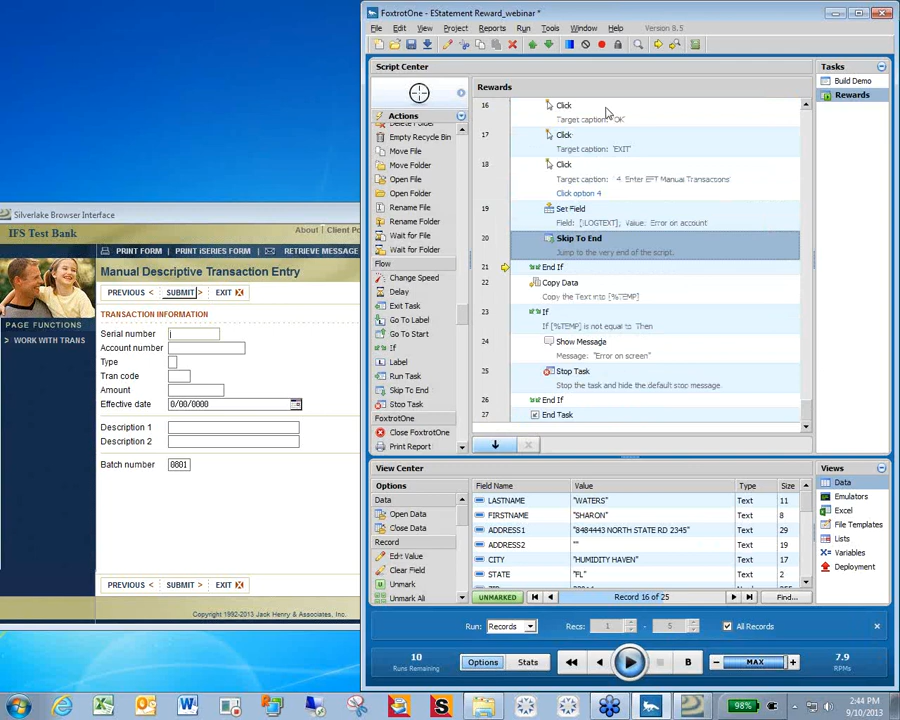 FoxtrotOne - EStatement Reward_webinar *
File Edit View Project Reports Run Tools Window Help Version 8.5
Script Center
Rewards
Tasks
Build Demo
Rewards
Actions
Empty Recycle Bin
Move File
Move Folder
Open File
Open Folder
Rename File
Rename Folder
Wait for File
Wait for Folder
Flow
Change Speed
Delay
Exit Task
Go To Label
Go To Start
If
Label
Run Task
Skip To End
Stop Task
FoxtrotOne
Close FoxtrotOne
Print Report
16 Click
Target caption: "OK"
17 Click
Target caption: "EXIT"
18 Click
Target caption: " 4. Enter EFT Manual Transactions"
Click option 4
19 Set Field
Field: [!LOGTEXT]; Value: Error on account
20 Skip To End
Jump to the very end of the script.
21 End If
22 Copy Data
Copy the Text into [%TEMP]
23 If
If [%TEMP] is not equal to Then
24 Show Message
Message: "Error on screen"
25 Stop Task
Stop the task and hide the default stop message.
26 End If
27 End Task
Silverlake Browser Interface
IFS Test Bank
About | Client Po
PRINT FORM PRINT iSERIES FORM RETRIEVE MESSAGE
Manual Descriptive Transaction Entry
PREVIOUS < SUBMIT > EXIT
PAGE FUNCTIONS
> WORK WITH TRANS
TRANSACTION INFORMATION
Serial number
Account number
Type
Tran code
Amount
Effective date 0/00/0000
Description 1
Description 2
Batch number 0001
PREVIOUS < SUBMIT > EXIT
Copyright 1992-2013 Jack Henry & Associates, Inc.
View Center
Options
Data
Open Data
Close Data
Record
Edit Value
Clear Field
Unmark
Unmark All
Field Name Value Type Size
LASTNAME "WATERS" Text 11
FIRSTNAME "SHARON" Text 8
ADDRESS1 "8484443 NORTH STATE RD 2345" Text 29
ADDRESS2 "" Text 19
CITY "HUMIDITY HAVEN" Text 17
STATE "FL" Text 2
UNMARKED Record 16 of 25 Find...
Views
Data
Emulators
Excel
File Templates
Lists
Variables
Deployment
Run: Records Recs: 1 - 5 All Records
10
Runs Remaining
Options Stats
B
MAX
7.9
RPMs
98%
2:44 PM
9/10/2013